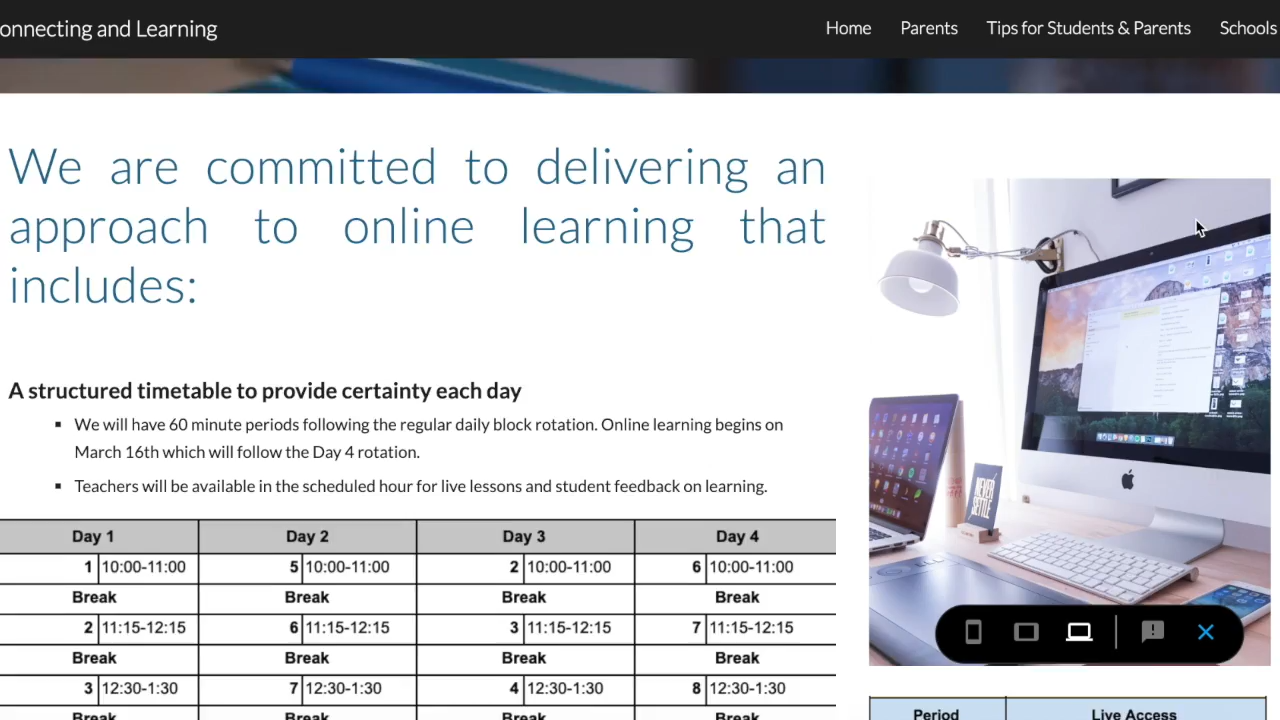 onnecting and Learning
Home Parents Tips for Students & Parents Schools
We are committed to delivering an
approach to online learning that
includes:
A structured timetable to provide certainty each day
▪ We will have 60 minute periods following the regular daily block rotation. Online learning begins on
March 16th which will follow the Day 4 rotation.
▪ Teachers will be available in the scheduled hour for live lessons and student feedback on learning.
Day 1 Day 2 Day 3 Day 4
1 10:00-11:00 5 10:00-11:00 2 10:00-11:00 6 10:00-11:00
Break Break Break Break
2 11:15-12:15 6 11:15-12:15 3 11:15-12:15 7 11:15-12:15
Break Break Break Break
3 12:30-1:30 7 12:30-1:30 4 12:30-1:30 8 12:30-1:30
Break Break Break Break
NEVER
SETTLE
Period Live Access